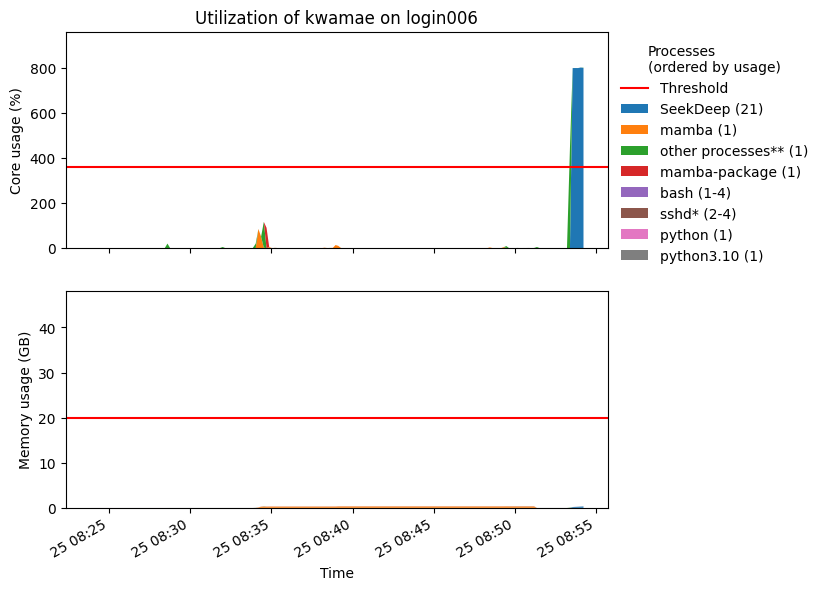 Utilization of kwamae on login006
Core usage (%)
800
600
400
200
0
Processes
(ordered by usage)
Threshold
SeekDeep (21)
mamba (1)
other processes** (1)
mamba-package (1)
bash (1-4)
sshd* (2-4)
python (1)
python3.10 (1)
Memory usage (GB)
40
30
20
10
0
25 08:25
25 08:30
25 08:35
25 08:40
25 08:45
25 08:50
25 08:55
Time